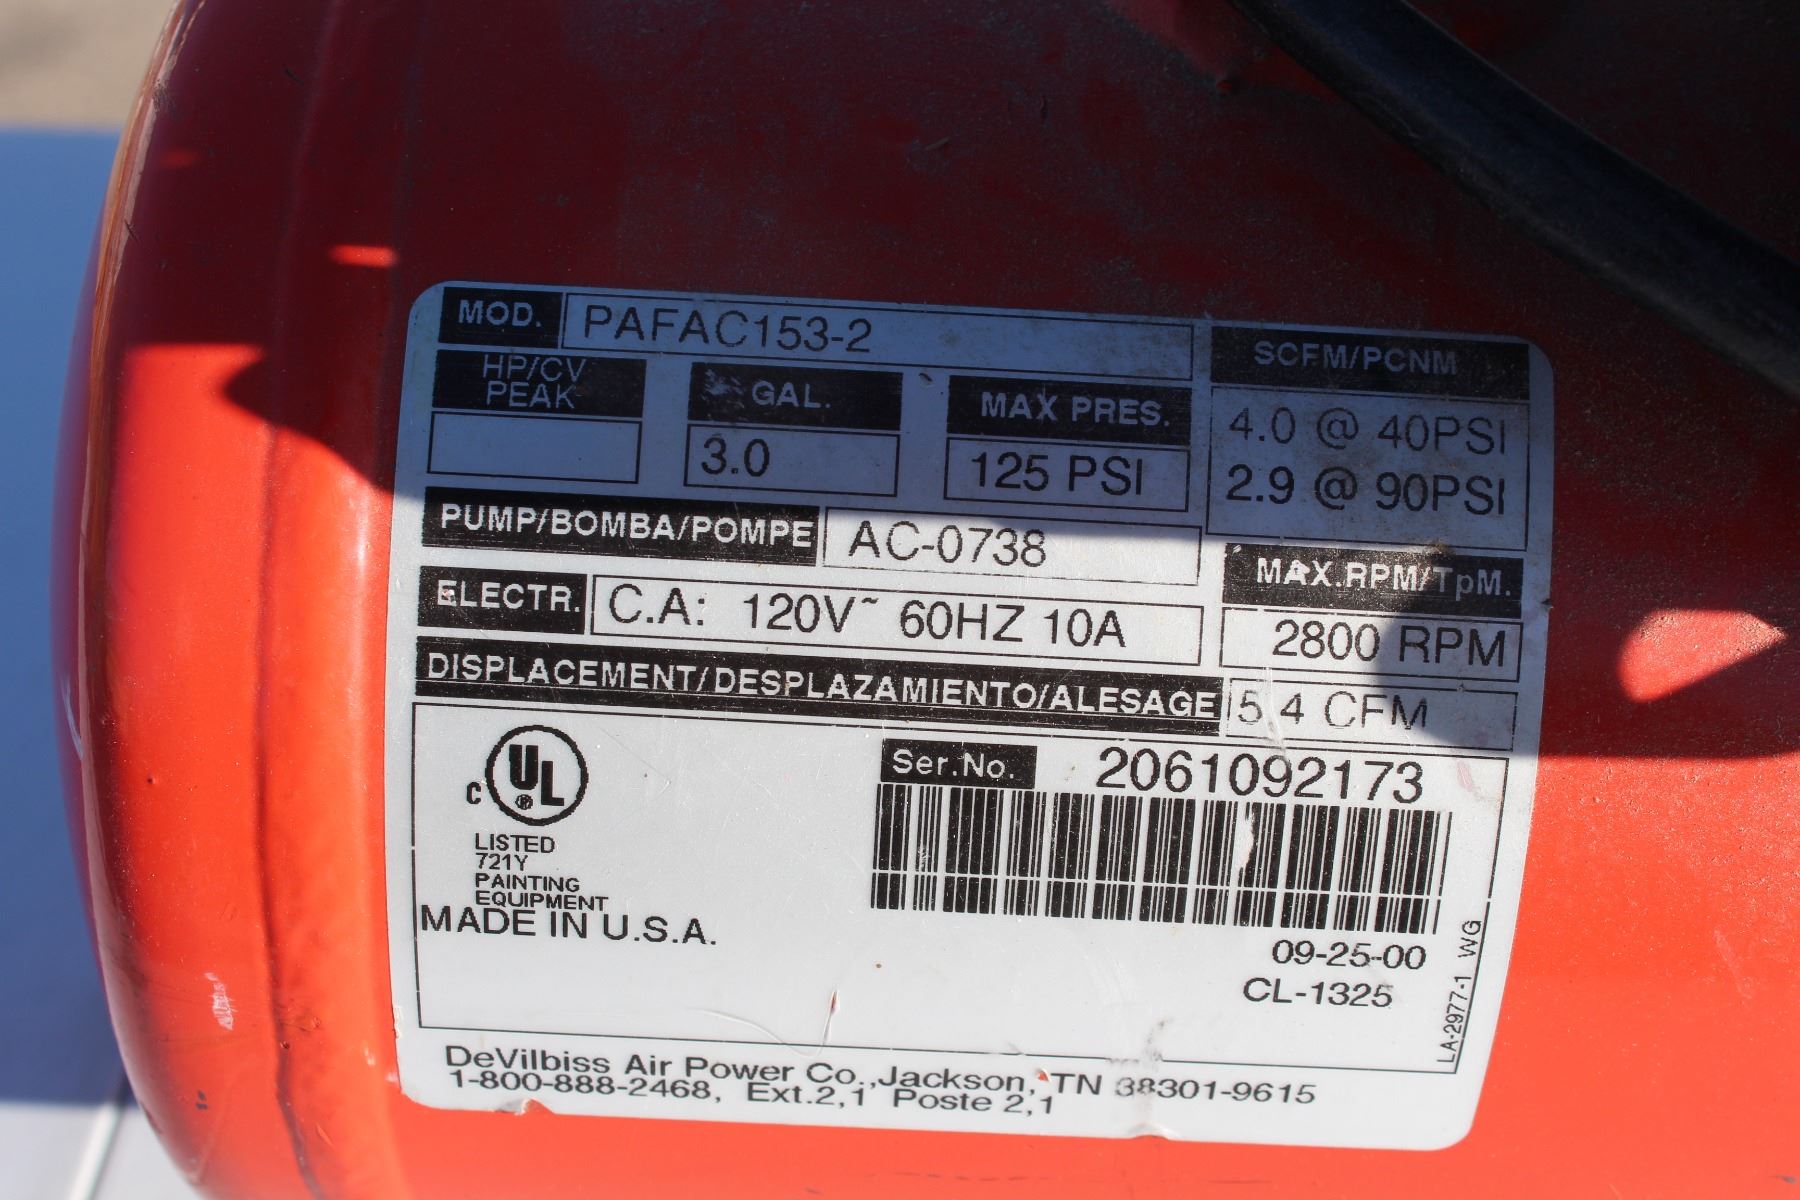 MOD. PAFAC153-2
HP/CV
PEAK
GAL.
3.0
MAX PRES.
125 PSI
SCFM/PCNM
4.0 @ 40PSI
2.9 @ 90PSI
PUMP/BOMBA/POMPE AC-0738
ELECTR. C.A: 120V~ 60HZ 10A
MAX.RPM/TpM.
2800 RPM
DISPLACEMENT/DESPLAZAMIENTO/ALESAGE 5.4 CFM
C UL ®
LISTED
721Y
PAINTING
EQUIPMENT
MADE IN U.S.A.
Ser.No. 2061092173
09-25-00
CL-1325
LA-2977-1 WG
DeVilbiss Air Power Co.,Jackson, TN 38301-9615
1-800-888-2468, Ext.2,1 Poste 2,1